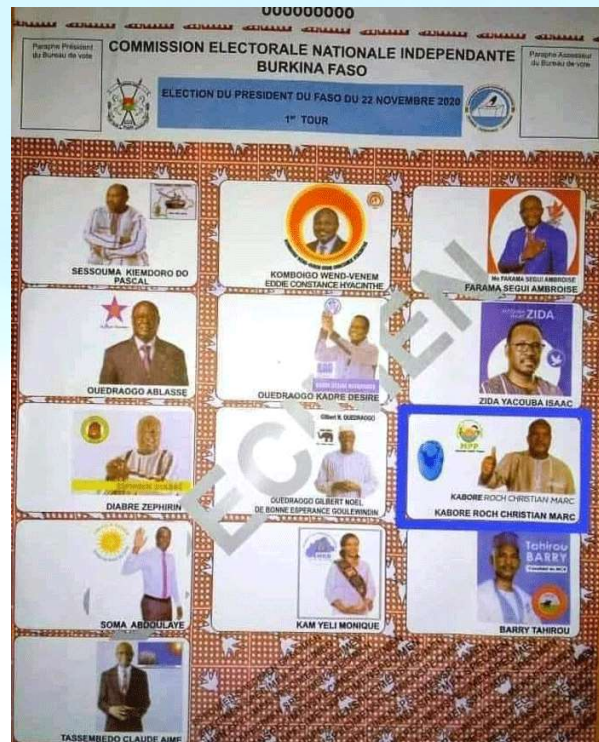 000000000
Paraphe Président
du Bureau de vote
COMMISSION ELECTORALE NATIONALE INDEPENDANTE
BURKINA FASO
Paraphe Assesseur
du Bureau de vote
ELECTION DU PRESIDENT DU FASO DU 22 NOVEMBRE 2020
1er TOUR
SESSOUMA KIEMDORO DO
PASCAL
KOMBOIGO WEND-VENEM
EDDIE CONSTANCE HYACINTHE
Me FARAMA SEGUI AMBROISE
FARAMA SEGUI AMBROISE
OUEDRAOGO ABLASSE
OUEDRAOGO KADRE DESIRE
ZIDA
ZIDA YACOUBA ISAAC
DIABRE ZEPHIRIN
Gilbert N. OUEDRAOGO
OUEDRAOGO GILBERT NOEL
DE BONNE ESPERANCE GOULEWINDIN
MPP
KABORE ROCH CHRISTIAN MARC
KABORE ROCH CHRISTIAN MARC
SOMA ABDOULAYE
KAM YELI MONIQUE
Tahirou
BARRY
BARRY TAHIROU
TASSEMBEDO CLAUDE AIME